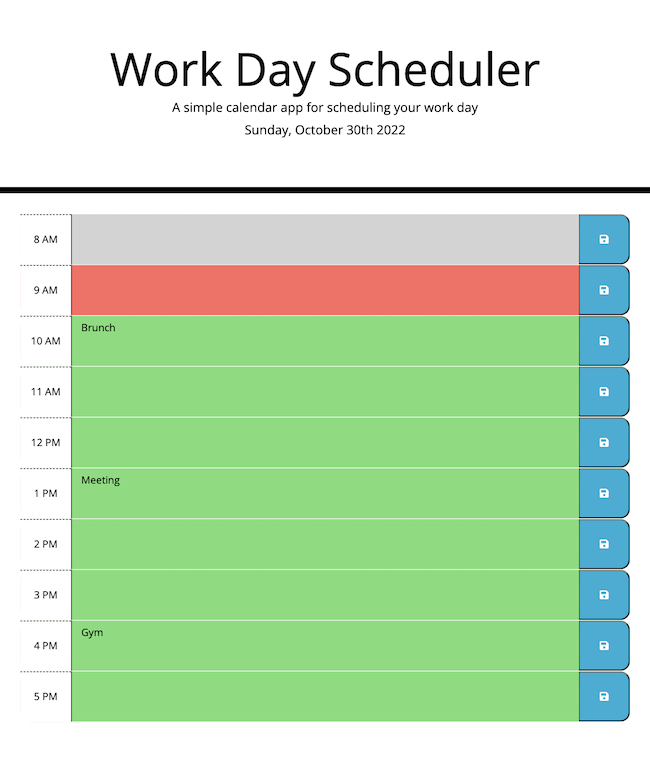 Work Day Scheduler
A simple calendar app for scheduling your work day
Sunday, October 30th 2022
8 AM
9 AM
10 AM Brunch
11 AM
12 PM
1 PM Meeting
2 PM
3 PM
4 PM Gym
5 PM